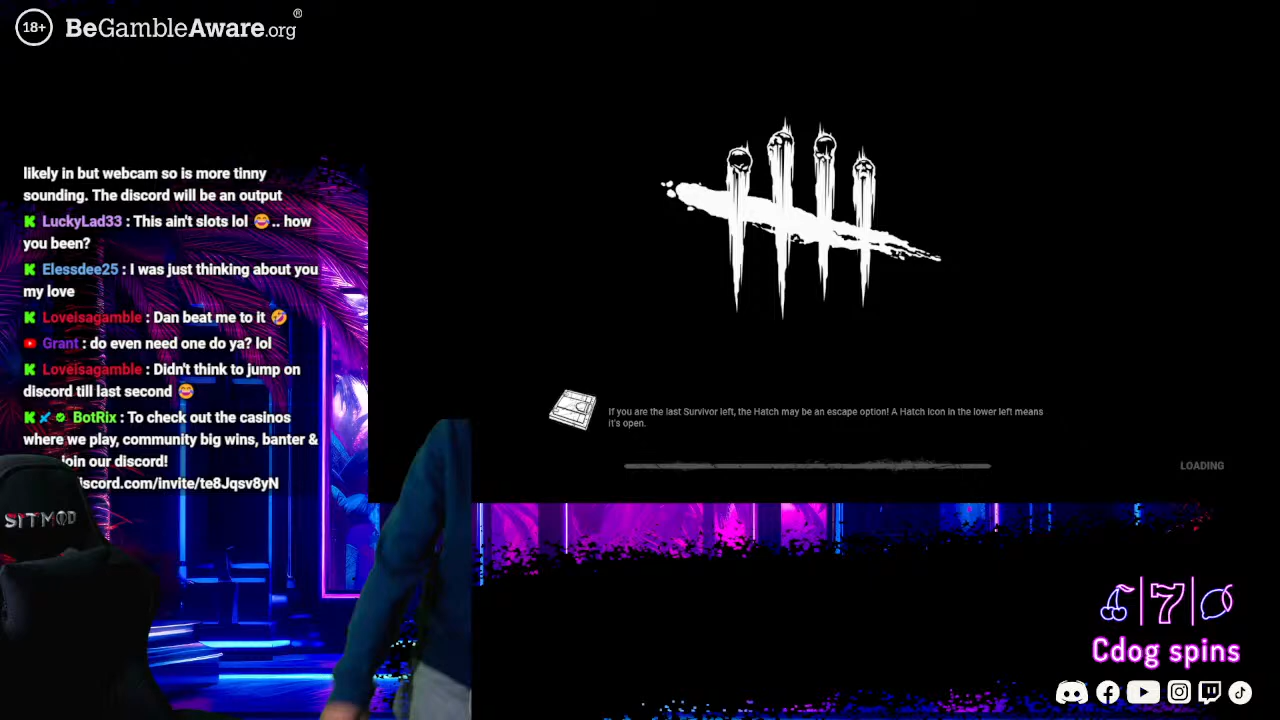 18+ BeGambleAware.org®
likely in but webcam so is more tinny
sounding. The discord will be an output
LuckyLad33 : This ain't slots lol 😂.. how
you been?
Elessdee25 : I was just thinking about you
my love
Loveisagamble : Dan beat me to it 🤣
Grant : do even need one do ya? lol
Loveisagamble : Didn't think to jump on
discord till last second 😂
BotRix : To check out the casinos
where we play, community big wins, banter &
join our discord!
iscord.com/invite/te8Jqsv8yN
SITMOD
If you are the last Survivor left, the Hatch may be an escape option! A Hatch icon in the lower left means
it's open.
LOADING
7
Cdog spins